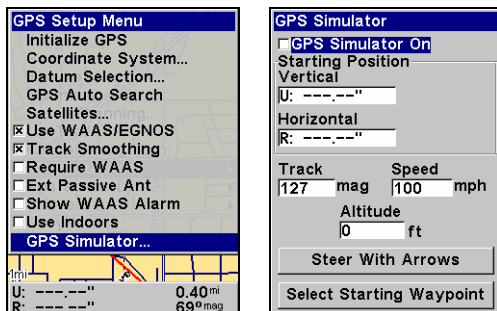 GPS Setup Menu
Initialize GPS
Coordinate System...
Datum Selection...
GPS Auto Search
Satellites...
Use WAAS/EGNOS
Track Smoothing
Require WAAS
Ext Passive Ant
Show WAAS Alarm
Use Indoors
GPS Simulator...
1mi
U: ---.--" 0.40 mi
R: ---.--" 69º mag
GPS Simulator
GPS Simulator On
Starting Position
Vertical
U: ---.--"
Horizontal
R: ---.--"
Track Speed
127 mag 100 mph
Altitude
0 ft
Steer With Arrows
Select Starting Waypoint